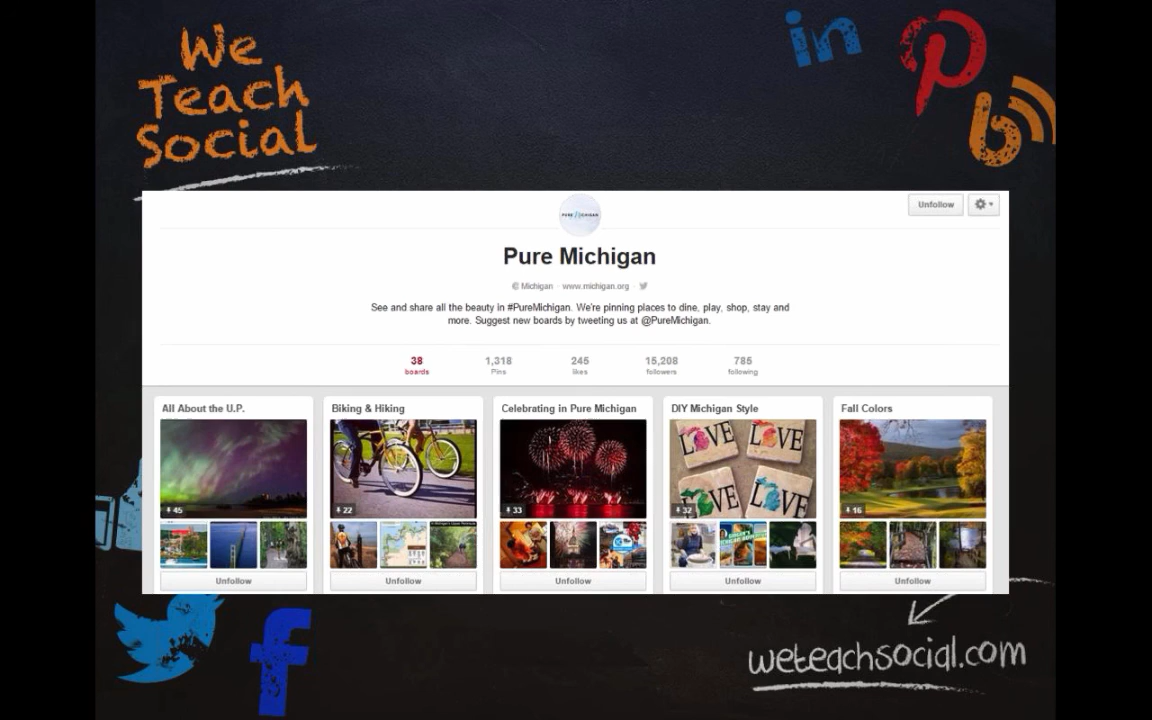 We
Teach
Social
in
Unfollow
PURE MICHIGAN
Pure Michigan
Michigan · www.michigan.org ·
See and share all the beauty in #PureMichigan. We're pinning places to dine, play, shop, stay and
more. Suggest new boards by tweeting us at @PureMichigan.
38 1,318 245 15,208 785
boards Pins likes followers following
All About the U.P. Biking & Hiking Celebrating in Pure Michigan DIY Michigan Style Fall Colors
LOVE LOVE
LOVE LOVE
45 22 33 32 16
Unfollow Unfollow Unfollow Unfollow Unfollow
weteachsocial.com